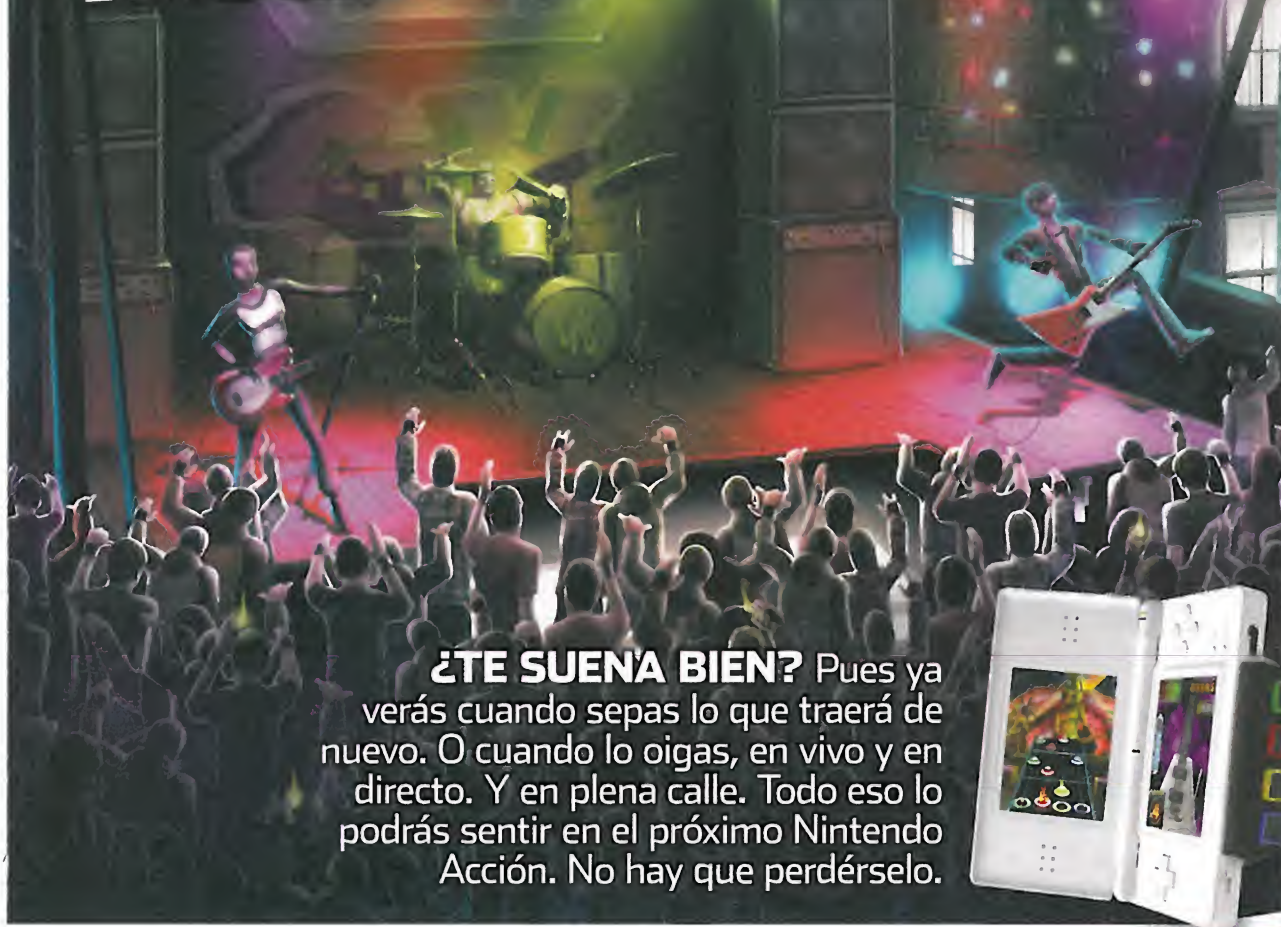 ¿TE SUENA BIEN? Pues ya
verás cuando sepas lo que traerá de
nuevo. O cuando lo oigas, en vivo y en
directo. Y en plena calle. Todo eso lo
podrás sentir en el próximo Nintendo
Acción. No hay que perdérselo.